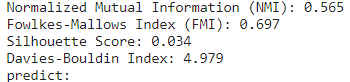 Normalized Mutual Information (NMI): 0.565
Fowlkes-Mallows Index (FMI): 0.697
Silhouette Score: 0.034
Davies-Bouldin Index: 4.979
predict: